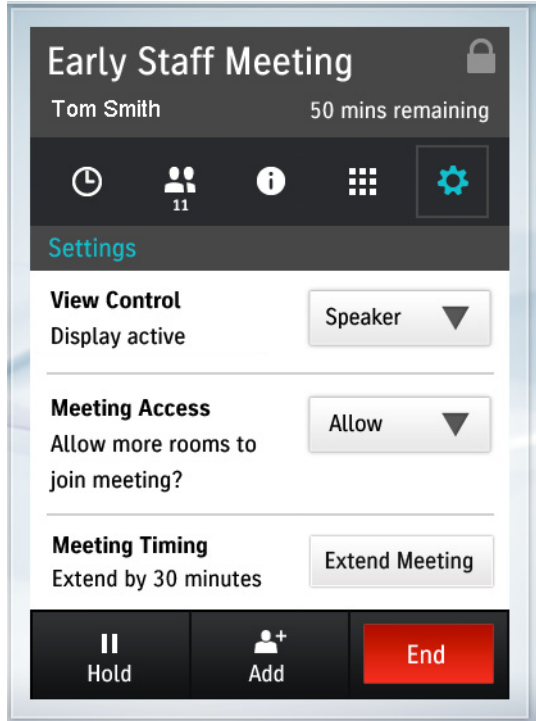 Early Staff Meeting
Tom Smith
50 mins remaining
11
Settings
View Control
Display active
Speaker
Meeting Access
Allow more rooms to
join meeting?
Allow
Meeting Timing
Extend by 30 minutes
Extend Meeting
Hold
Add
End